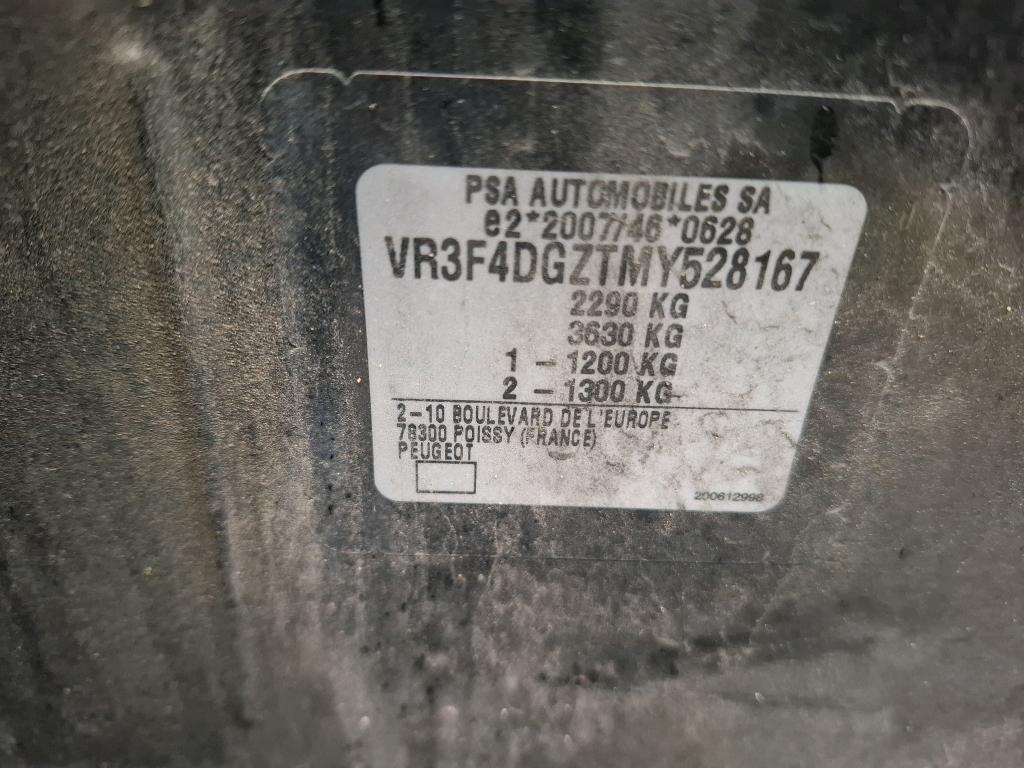 PSA AUTOMOBILES SA
e2*2007/46*0628
VR3F4DGZTMY528167
2290 KG
3630 KG
1 - 1200 KG
2 - 1300 KG
2-10 BOULEVARD DE L'EUROPE
78300 POISSY (FRANCE)
PEUGEOT
200612998